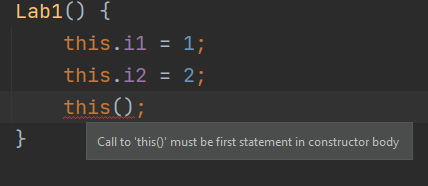 Lab1() {
this.i1 = 1;
this.i2 = 2;
this();
Call to 'this()' must be first statement in constructor body
}